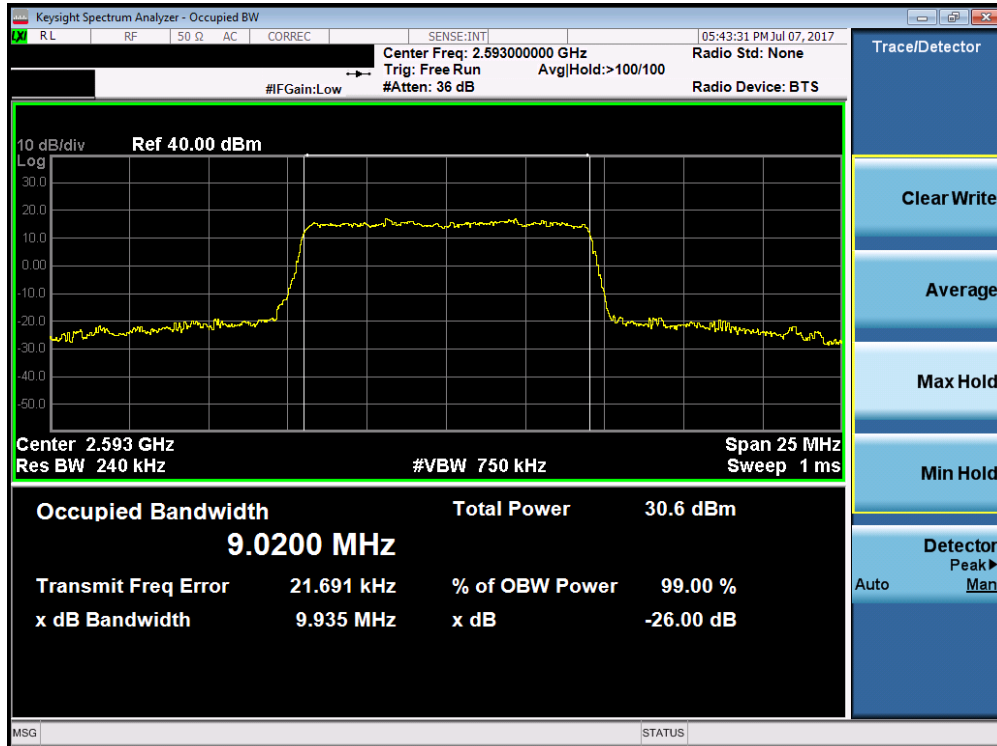 Keysight Spectrum Analyzer - Occupied BW
LXI RL RF 50 Ω AC CORREC SENSE:INT 05:43:31 PM Jul 07, 2017
Center Freq: 2.593000000 GHz Radio Std: None
Trig: Free Run Avg|Hold:>100/100
#IFGain:Low #Atten: 36 dB Radio Device: BTS
Trace/Detector
10 dB/div Ref 40.00 dBm
Log
30.0
20.0
10.0
0.00
-10.0
-20.0
-30.0
-40.0
-50.0
Center 2.593 GHz Span 25 MHz
Res BW 240 kHz #VBW 750 kHz Sweep 1 ms
Occupied Bandwidth Total Power 30.6 dBm
9.0200 MHz
Transmit Freq Error 21.691 kHz % of OBW Power 99.00 %
x dB Bandwidth 9.935 MHz x dB -26.00 dB
Clear Write
Average
Max Hold
Min Hold
Detector
Peak▶
Auto Man
MSG STATUS